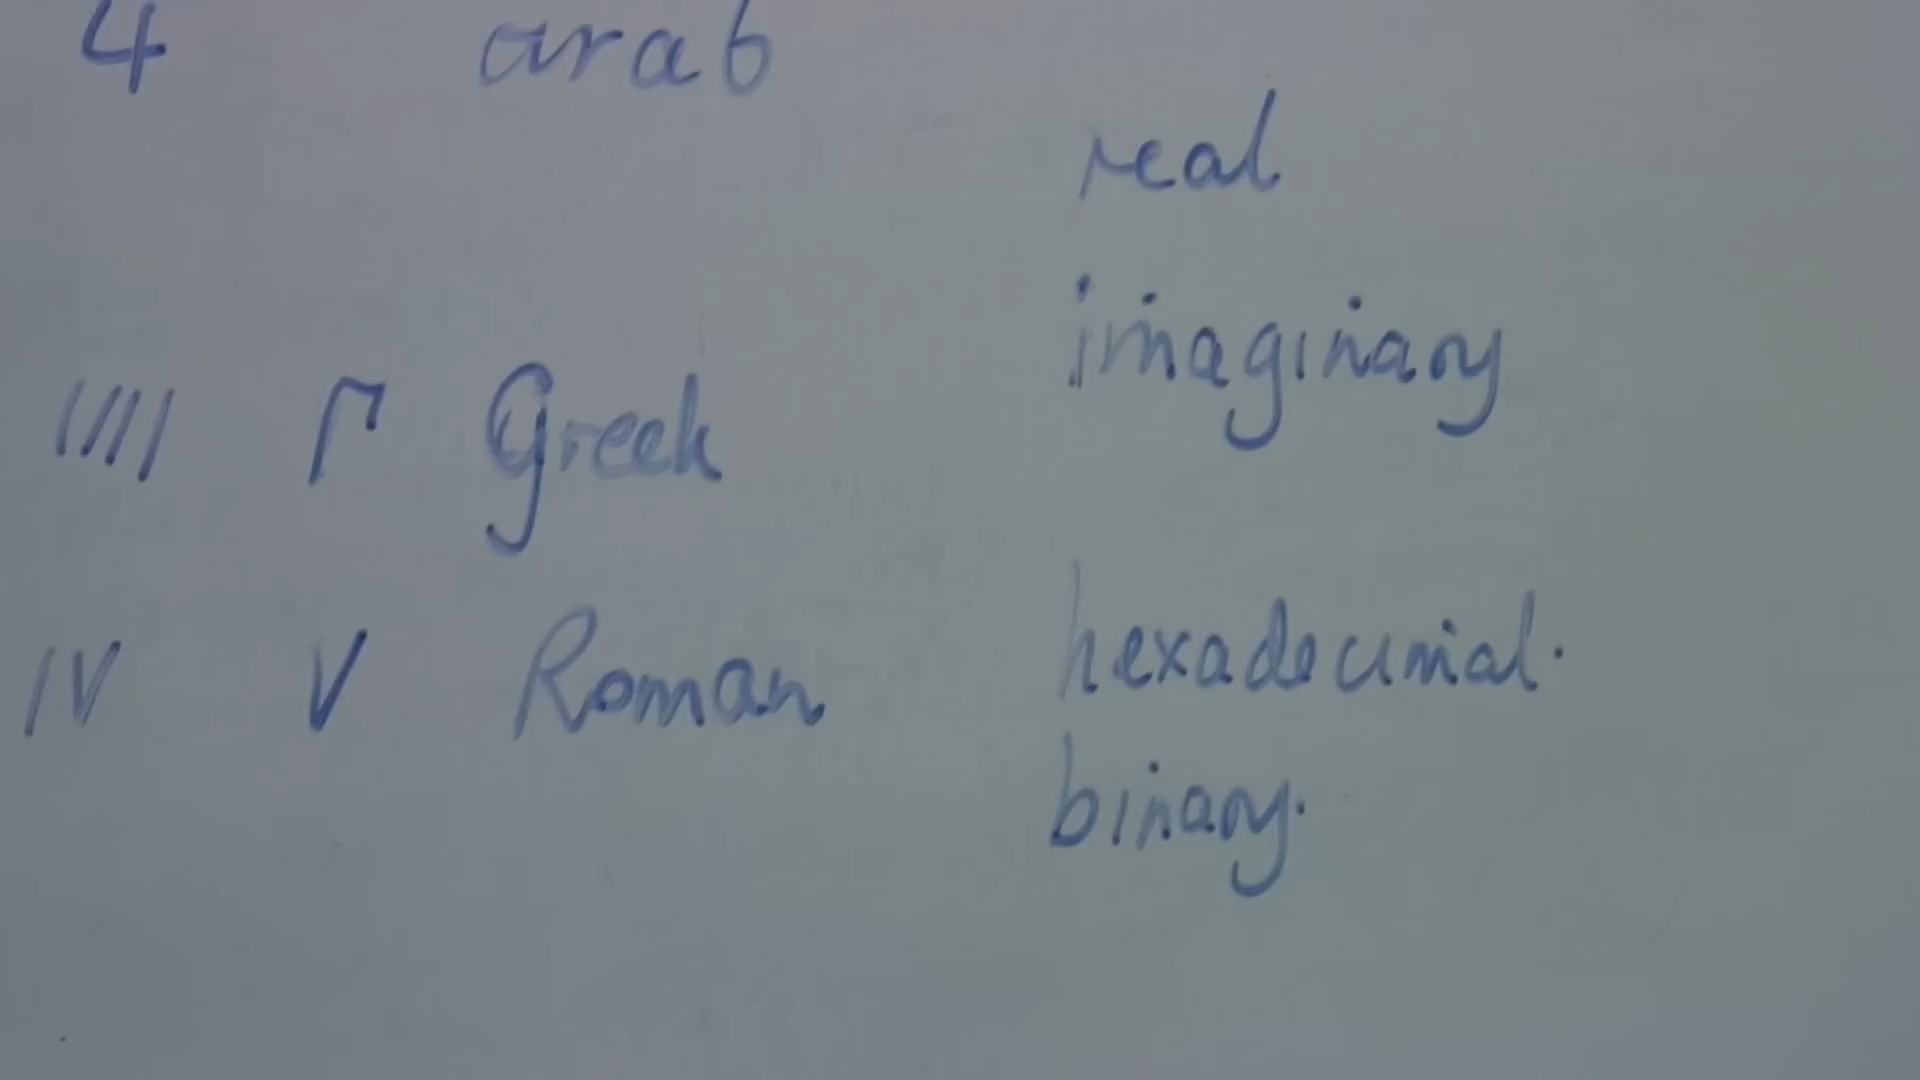 4 arab
real
imaginary
IIII Γ Greek
IV V Roman
hexadecimal.
binary.